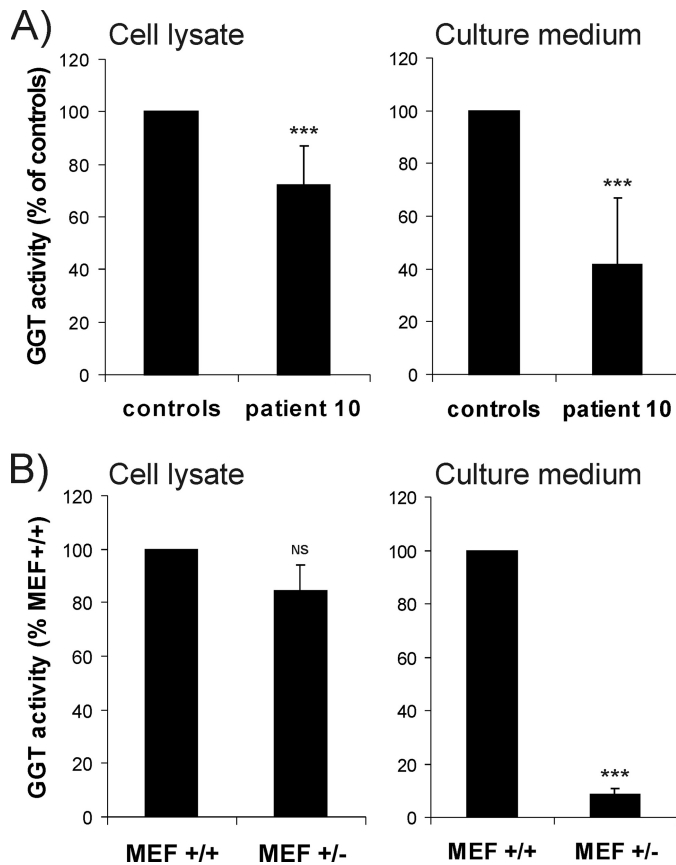 A)
Cell lysate
Culture medium
GGT activity (% of controls)
120
100
80
60
40
20
0
***
controls
patient 10
120
100
80
60
40
20
0
***
controls
patient 10
B)
Cell lysate
Culture medium
GGT activity (% MEF+/+)
120
100
80
60
40
20
0
NS
MEF +/+
MEF +/-
120
100
80
60
40
20
0
***
MEF +/+
MEF +/-